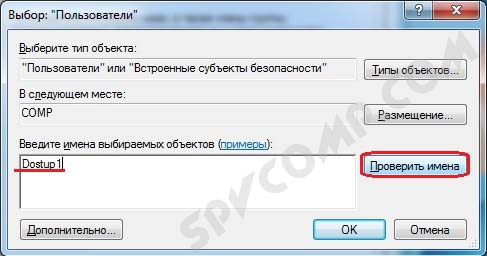 Выбор: "Пользователи"
Выберите тип объекта:
"Пользователи" или "Встроенные субъекты безопасности"
Типы объектов...
В следующем месте:
COMP
Размещение...
Введите имена выбираемых объектов (примеры):
Dostup1
Проверить имена
Дополнительно...
OK
Отмена
SPYCOMP.COM